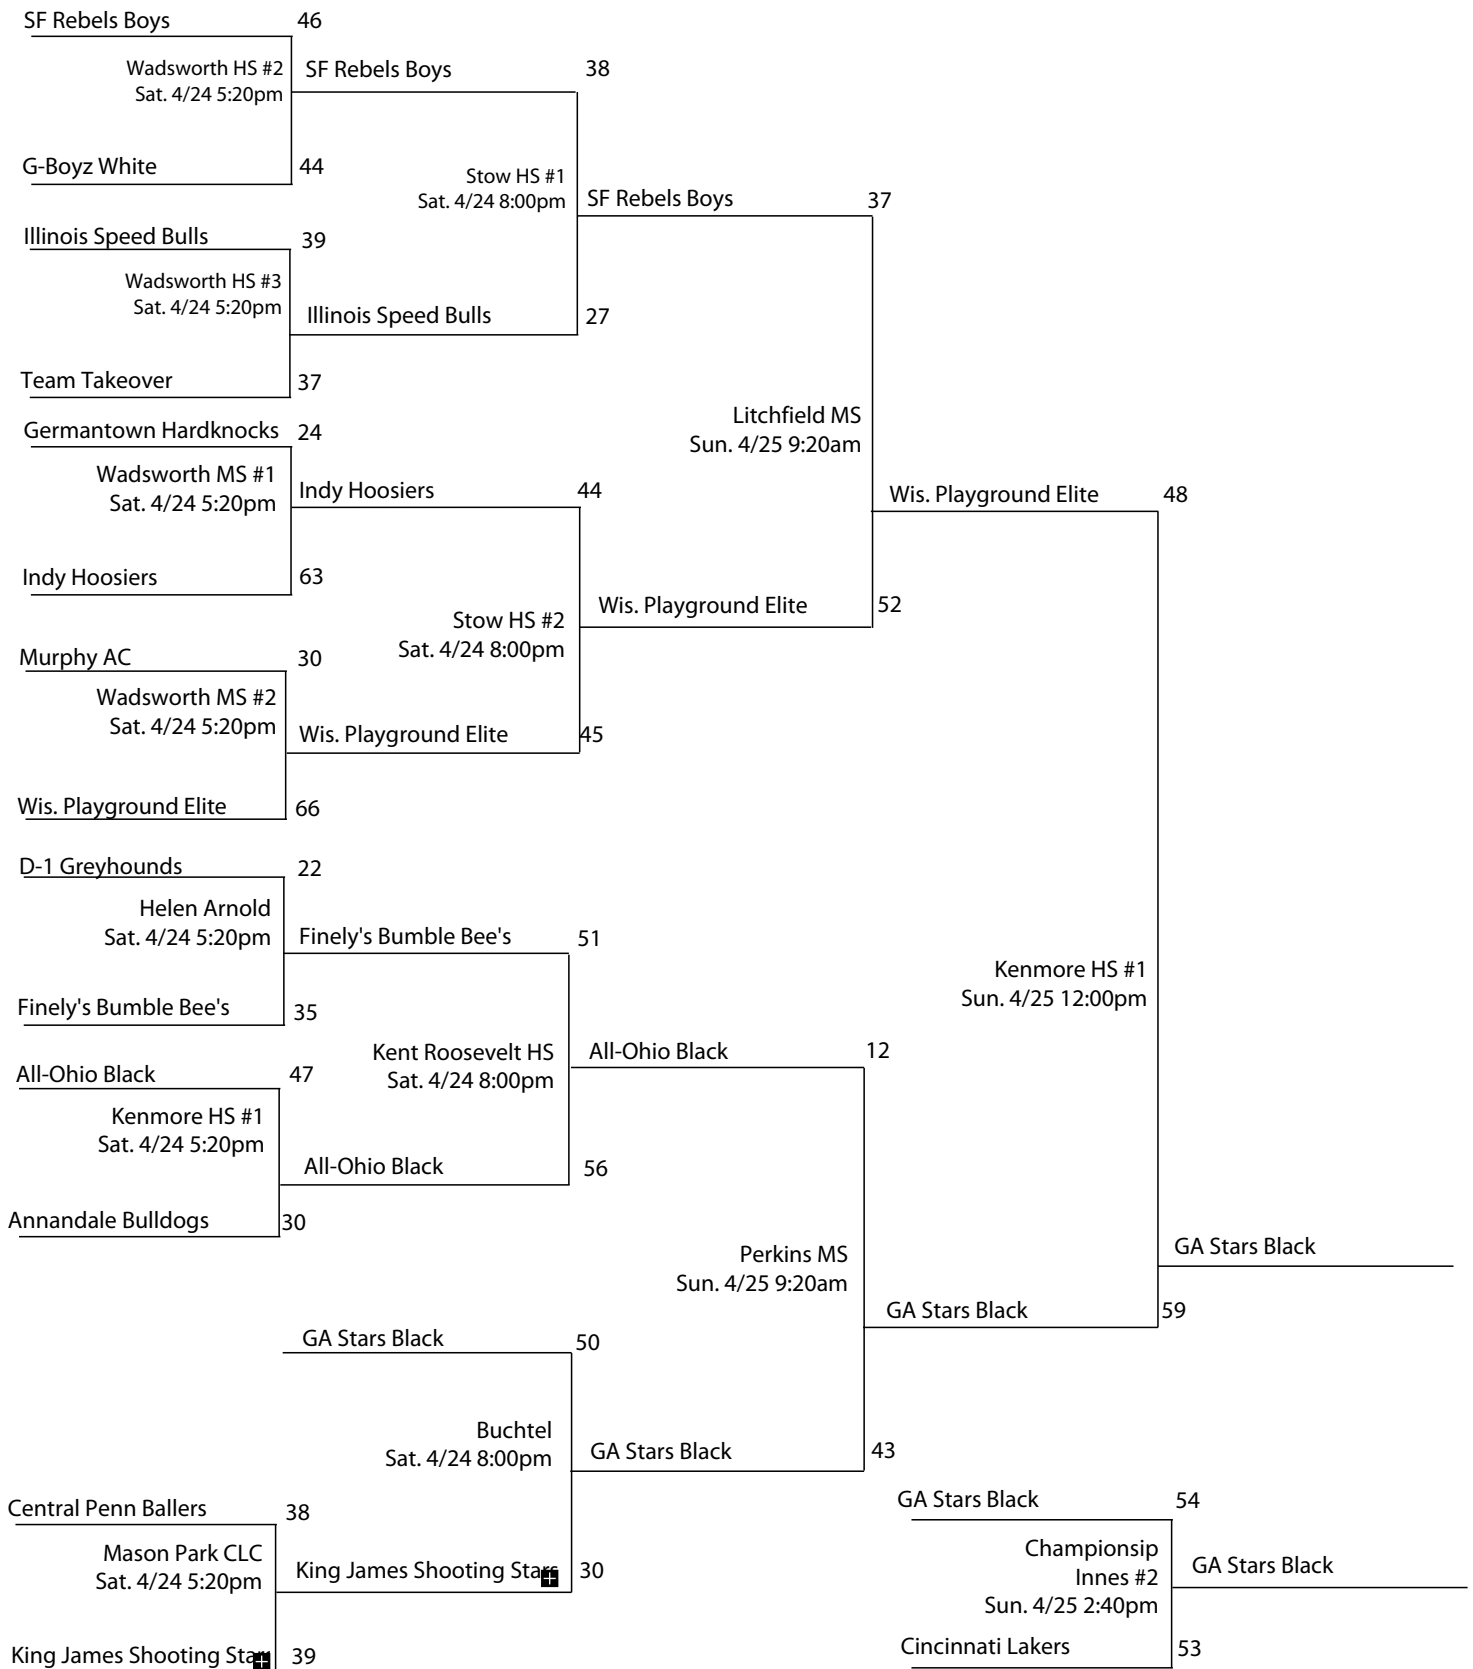 SF Rebels Boys 46
Wadsworth HS #2
Sat. 4/24 5:20pm
SF Rebels Boys 38
G-Boyz White 44
Stow HS #1
Sat. 4/24 8:00pm
SF Rebels Boys 37
Illinois Speed Bulls 39
Wadsworth HS #3
Sat. 4/24 5:20pm
Illinois Speed Bulls 27
Team Takeover 37
Litchfield MS
Sun. 4/25 9:20am
Germantown Hardknocks 24
Wadsworth MS #1
Sat. 4/24 5:20pm
Indy Hoosiers 44
Wis. Playground Elite 48
Indy Hoosiers 63
Stow HS #2
Sat. 4/24 8:00pm
Wis. Playground Elite 52
Murphy AC 30
Wadsworth MS #2
Sat. 4/24 5:20pm
Wis. Playground Elite 45
Wis. Playground Elite 66
D-1 Greyhounds 22
Helen Arnold
Sat. 4/24 5:20pm
Finely's Bumble Bee's 51
Kenmore HS #1
Sun. 4/25 12:00pm
Finely's Bumble Bee's 35
Kent Roosevelt HS
Sat. 4/24 8:00pm
All-Ohio Black 12
All-Ohio Black 47
Kenmore HS #1
Sat. 4/24 5:20pm
All-Ohio Black 56
Annandale Bulldogs 30
Perkins MS
Sun. 4/25 9:20am
GA Stars Black
GA Stars Black 59
GA Stars Black 50
Buchtel
Sat. 4/24 8:00pm
GA Stars Black 43
Central Penn Ballers 38
Mason Park CLC
Sat. 4/24 5:20pm
King James Shooting Stars 30
King James Shooting Stars 39
GA Stars Black 54
Championsip
Innes #2
Sun. 4/25 2:40pm
GA Stars Black
Cincinnati Lakers 53